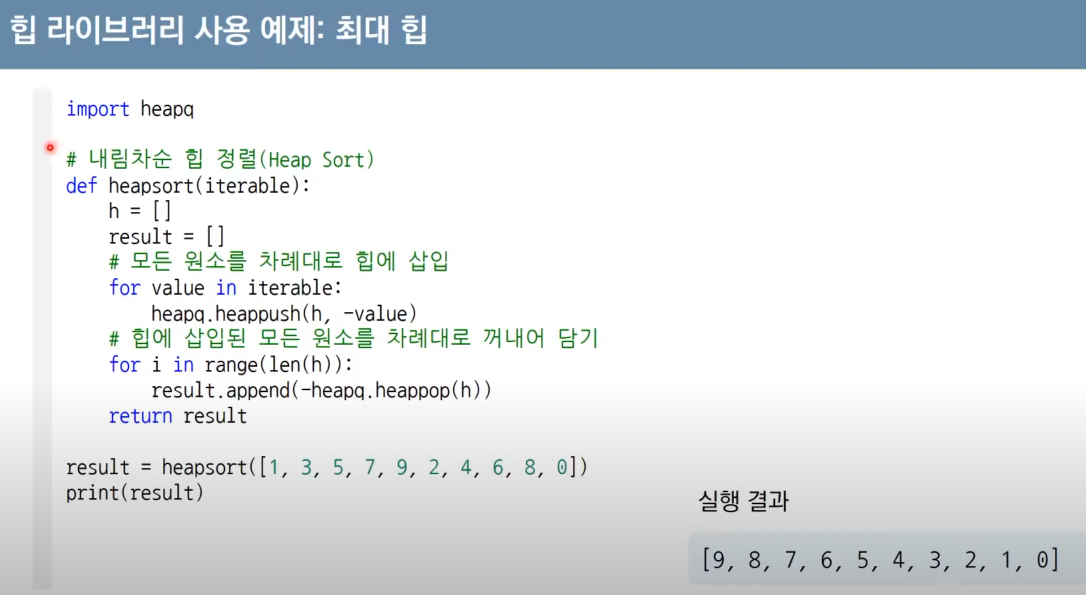 힙 라이브러리 사용 예제: 최대 힙
import heapq
# 내림차순 힙 정렬(Heap Sort)
def heapsort(iterable):
    h = []
    result = []
    # 모든 원소를 차례대로 힙에 삽입
    for value in iterable:
        heapq.heappush(h, -value)
    # 힙에 삽입된 모든 원소를 차례대로 꺼내어 담기
    for i in range(len(h)):
        result.append(-heapq.heappop(h))
    return result
result = heapsort([1, 3, 5, 7, 9, 2, 4, 6, 8, 0])
print(result)
실행 결과
[9, 8, 7, 6, 5, 4, 3, 2, 1, 0]